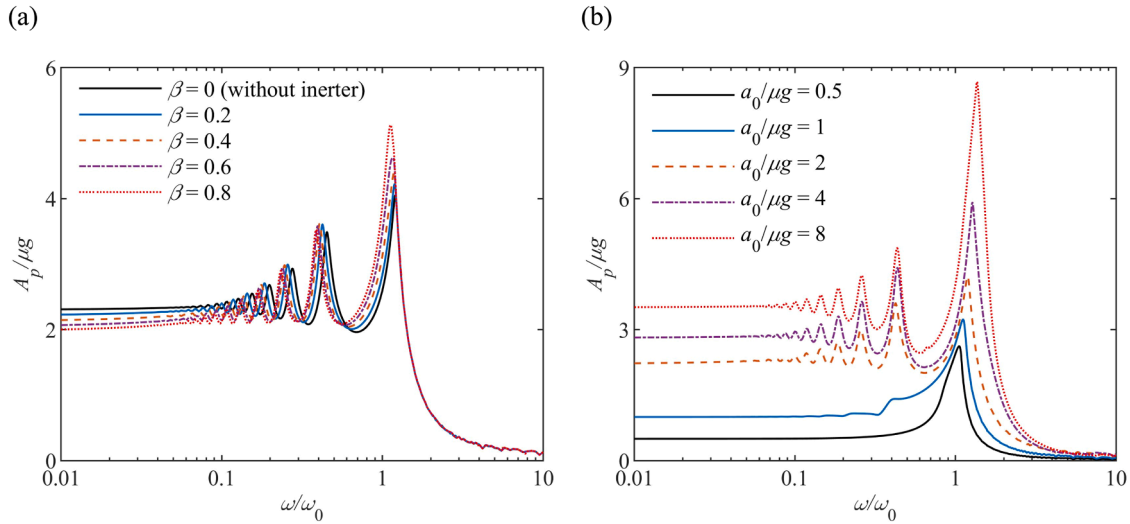 (a)
6
4
2
0
A_p/μg
β = 0 (without inerter)
β = 0.2
β = 0.4
β = 0.6
β = 0.8
0.01
0.1
1
10
ω/ω_0
(b)
9
6
3
0
A_p/μg
a_0/μg = 0.5
a_0/μg = 1
a_0/μg = 2
a_0/μg = 4
a_0/μg = 8
0.01
0.1
1
10
ω/ω_0